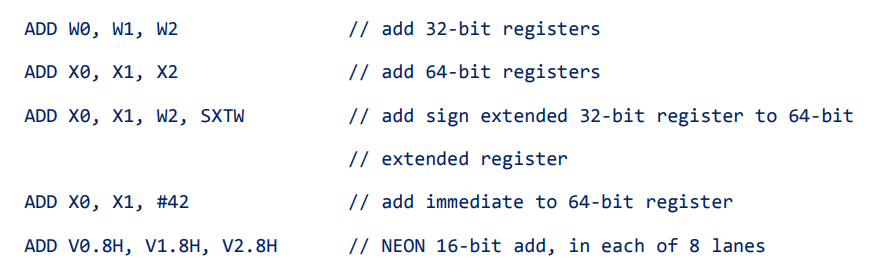 ADD W0, W1, W2 // add 32-bit registers
ADD X0, X1, X2 // add 64-bit registers
ADD X0, X1, W2, SXTW // add sign extended 32-bit register to 64-bit
// extended register
ADD X0, X1, #42 // add immediate to 64-bit register
ADD V0.8H, V1.8H, V2.8H // NEON 16-bit add, in each of 8 lanes